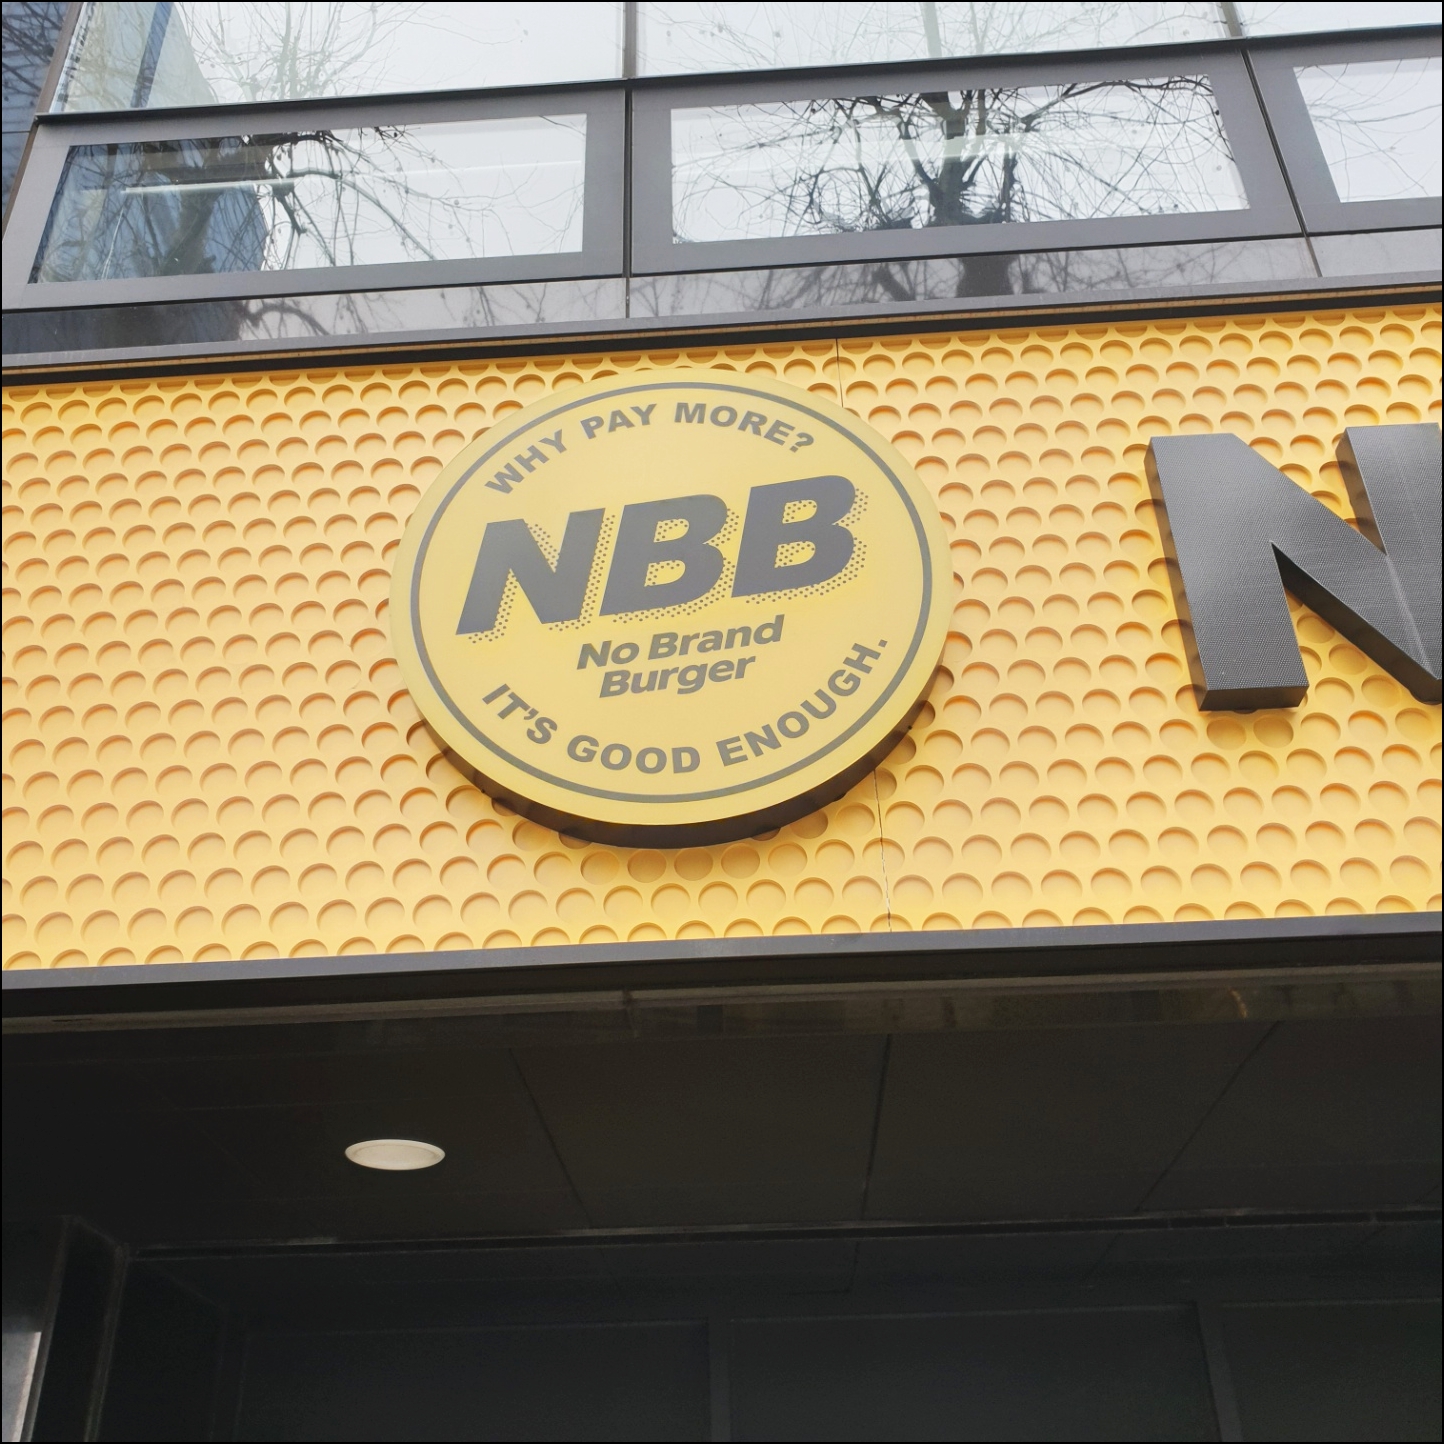 WHY PAY MORE?
NBB
No Brand
Burger
IT'S GOOD ENOUGH.
N